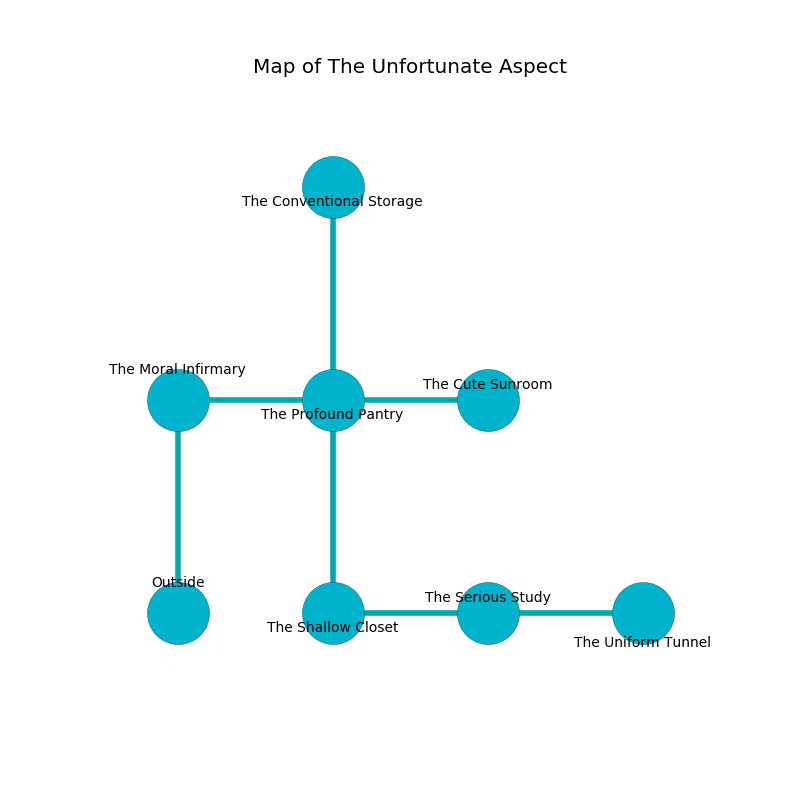 Map of The Unfortunate Aspect
The Conventional Storage
The Moral Infirmary
The Cute Sunroom
The Profound Pantry
Outside
The Serious Study
The Shallow Closet
The Uniform Tunnel